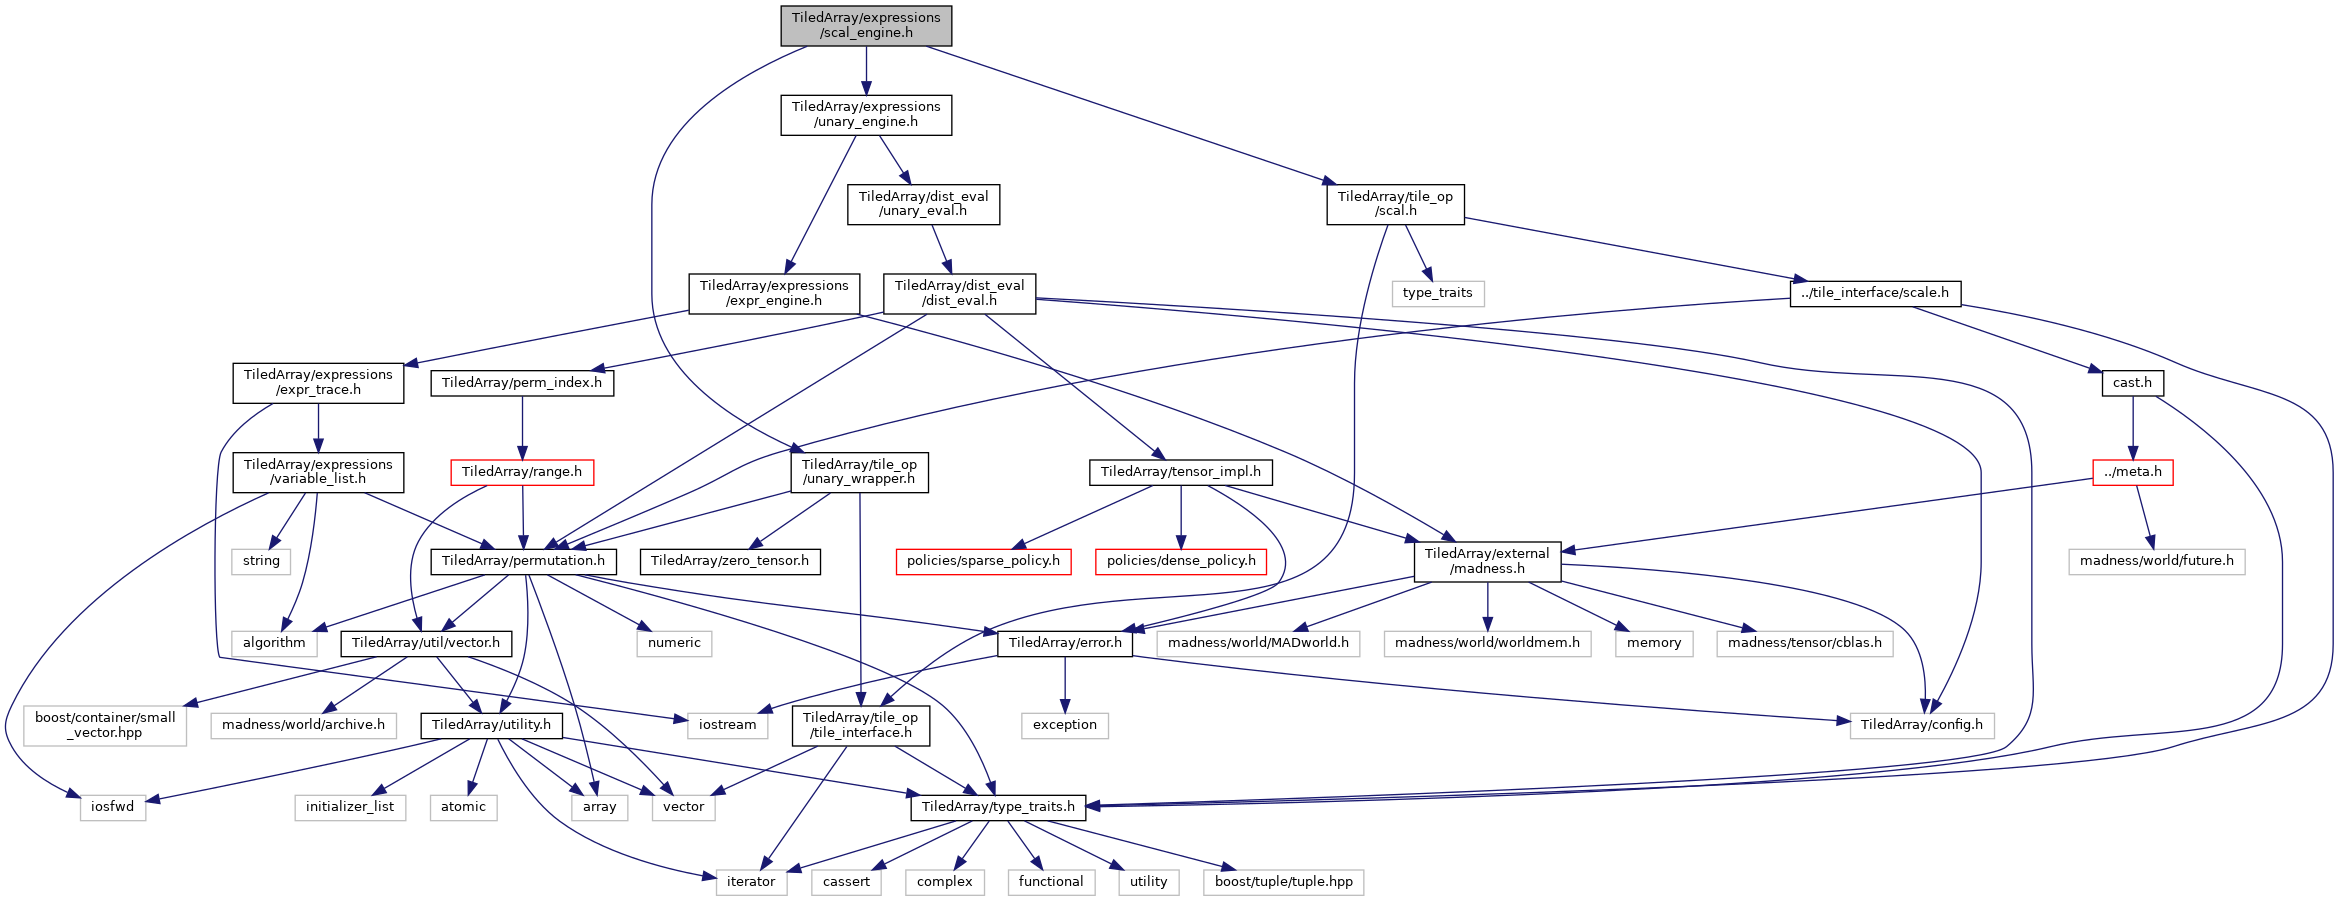 TiledArray/expressions
/scal_engine.h
TiledArray/expressions
/unary_engine.h
TiledArray/dist_eval
/unary_eval.h
TiledArray/tile_op
/scal.h
TiledArray/expressions
/expr_engine.h
TiledArray/dist_eval
/dist_eval.h
type_traits
../tile_interface/scale.h
TiledArray/expressions
/expr_trace.h
TiledArray/perm_index.h
cast.h
TiledArray/expressions
/variable_list.h
TiledArray/range.h
TiledArray/tile_op
/unary_wrapper.h
TiledArray/tensor_impl.h
../meta.h
string
TiledArray/permutation.h
TiledArray/zero_tensor.h
policies/sparse_policy.h
policies/dense_policy.h
TiledArray/external
/madness.h
madness/world/future.h
algorithm
TiledArray/util/vector.h
numeric
TiledArray/error.h
madness/world/MADworld.h
madness/world/worldmem.h
memory
madness/tensor/cblas.h
boost/container/small
_vector.hpp
madness/world/archive.h
TiledArray/utility.h
iostream
TiledArray/tile_op
/tile_interface.h
exception
TiledArray/config.h
iosfwd
initializer_list
atomic
array
vector
TiledArray/type_traits.h
iterator
cassert
complex
functional
utility
boost/tuple/tuple.hpp